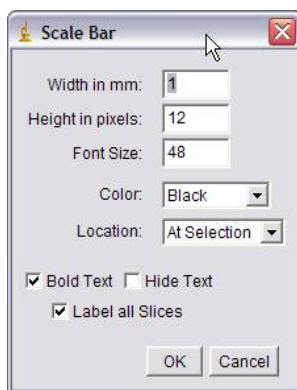 Scale Bar
Width in mm: 1
Height in pixels: 12
Font Size: 48
Color: Black
Location: At Selection
Bold Text Hide Text
Label all Slices
OK Cancel